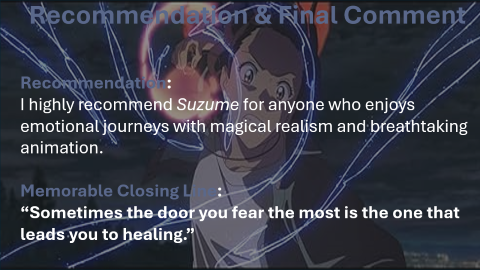 Recommendation & Final Comment
Recommendation:
I highly recommend Suzume for anyone who enjoys
emotional journeys with magical realism and breathtaking
animation.
Memorable Closing Line:
“Sometimes the door you fear the most is the one that
leads you to healing.”